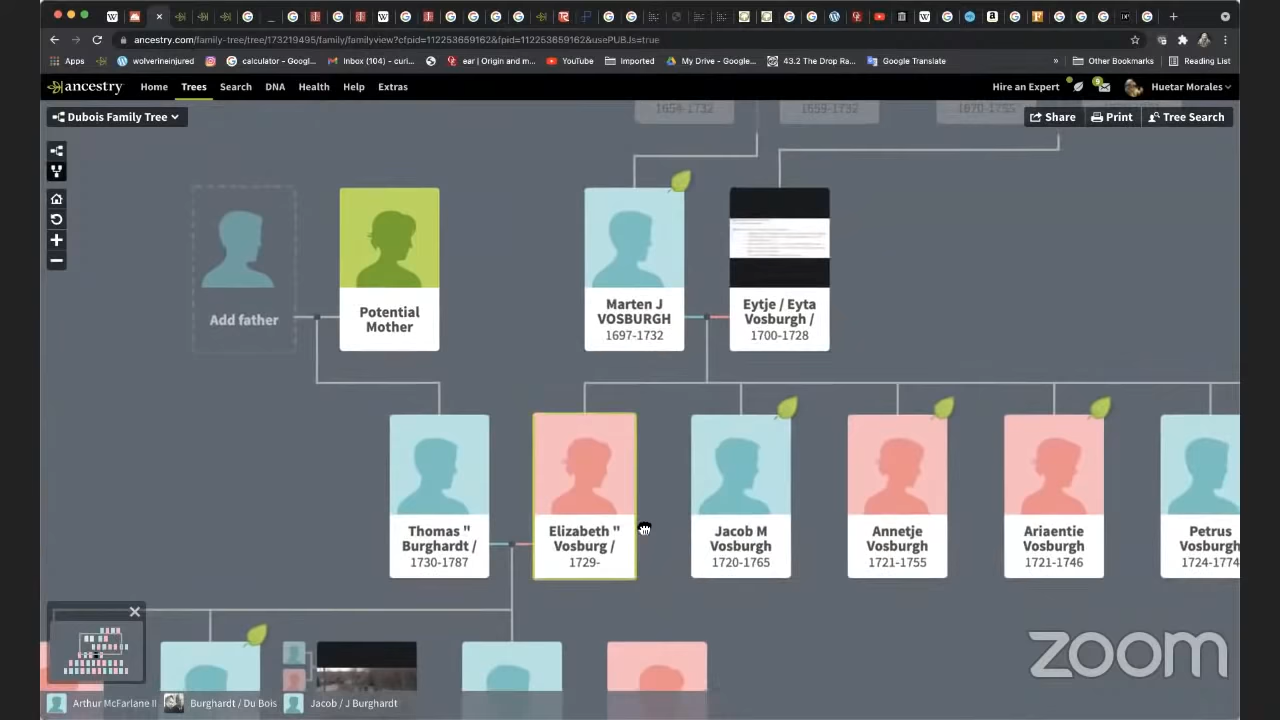 ancestry.com/family-tree/tree/173219495/family/familyview?cfpid=112253659162&fpid=112253659162&usePUBJs=true
Apps
wolverineinjured
calculator - Googl...
Inbox (104) - curi...
ear | Origin and m...
YouTube
Imported
My Drive - Google...
43.2 The Drop Ra...
Google Translate
»
Other Bookmarks
Reading List
ancestry
Home
Trees
Search
DNA
Health
Help
Extras
Hire an Expert
9
Huetar Morales
Dubois Family Tree
Share
Print
Tree Search
Add father
Potential
Mother
Marten J
VOSBURGH
1697-1732
Eytje / Eyta
Vosburgh /
1700-1728
Thomas "
Burghardt /
1730-1787
Elizabeth "
Vosburg /
1729-
Jacob M
Vosburgh
1720-1765
Annetje
Vosburgh
1721-1755
Ariaentie
Vosburgh
1721-1746
Petrus
Vosburgh
1724-1774
Arthur McFarlane II
Burghardt / Du Bois
Jacob / J Burghardt
zoom